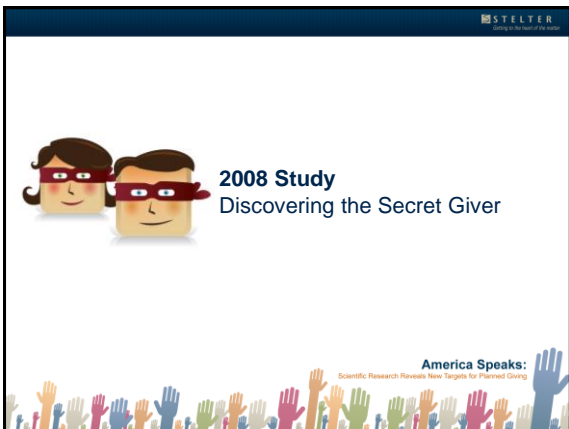 STELTER
Getting to the heart of the matter
2008 Study
Discovering the Secret Giver
America Speaks:
Scientific Research Reveals New Targets for Planned Giving